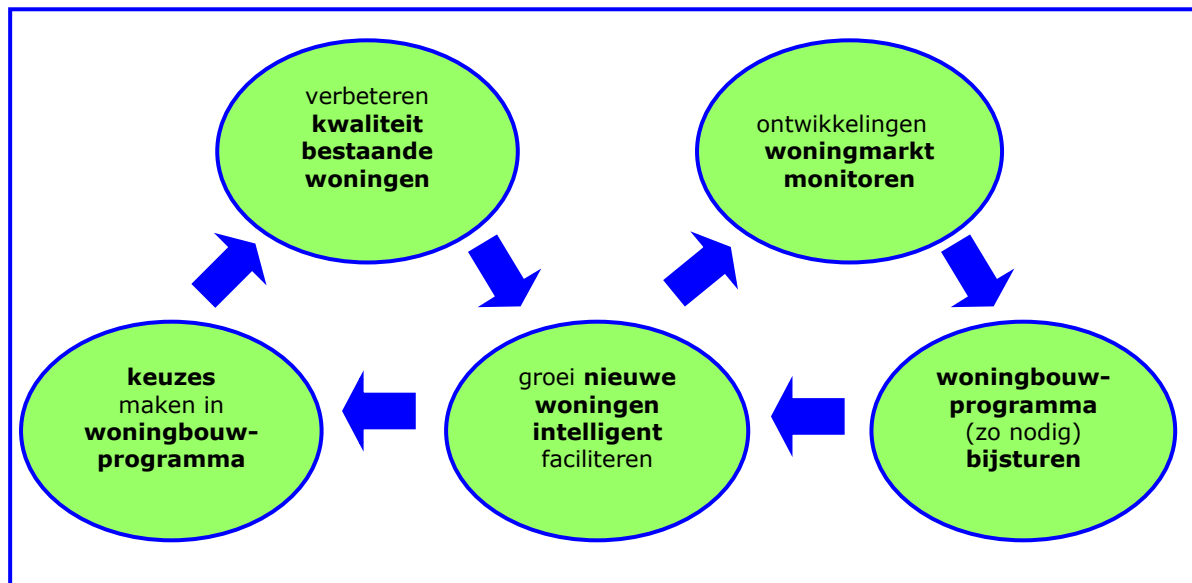 verbeteren
kwaliteit
bestaande
woningen
ontwikkelingen
woningmarkt
monitoren
keuzes
maken in
woningbouw-
programma
groei nieuwe
woningen
intelligent
faciliteren
woningbouw-
programma
(zo nodig)
bijsturen